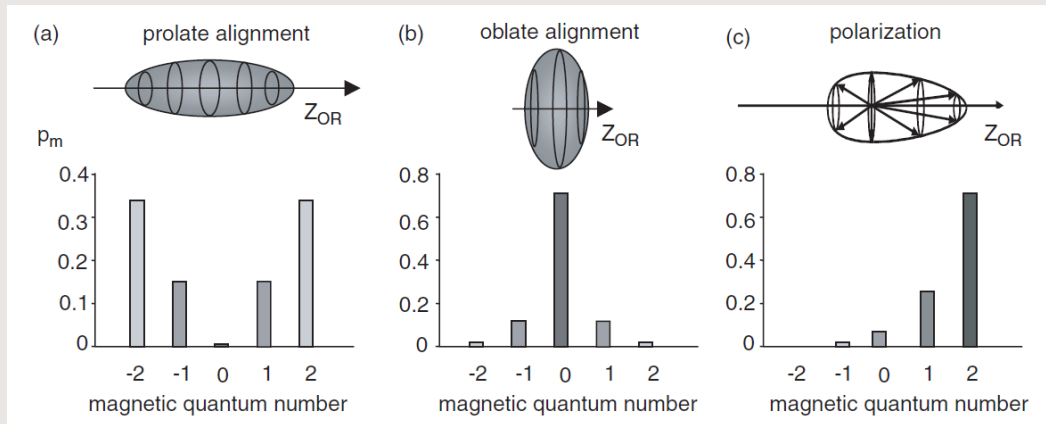 (a) prolate alignment
Z_OR
p_m
0.4
0.3
0.2
0.1
0
-2 -1 0 1 2
magnetic quantum number
(b) oblate alignment
Z_OR
0.8
0.6
0.4
0.2
0
-2 -1 0 1 2
magnetic quantum number
(c) polarization
Z_OR
0.8
0.6
0.4
0.2
0
-2 -1 0 1 2
magnetic quantum number